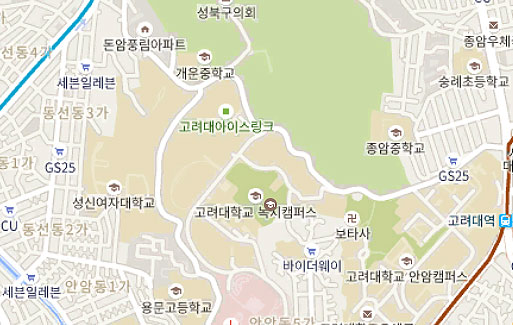 성북구의회
동선동4가
돈암풍림아파트
종암우체
세븐일레븐
개운중학교
숭례초등학교
동선동3가
고려대아이스링크
종암중학교
동1가
GS25
GS25
성신여자대학교
고려대학교 녹지캠퍼스
CU
동선동2가
보타사
고려대역
바이더웨이
고려대학교 안암캠퍼스
세븐일레븐
안암동1가
용문고등학교
안암동5가